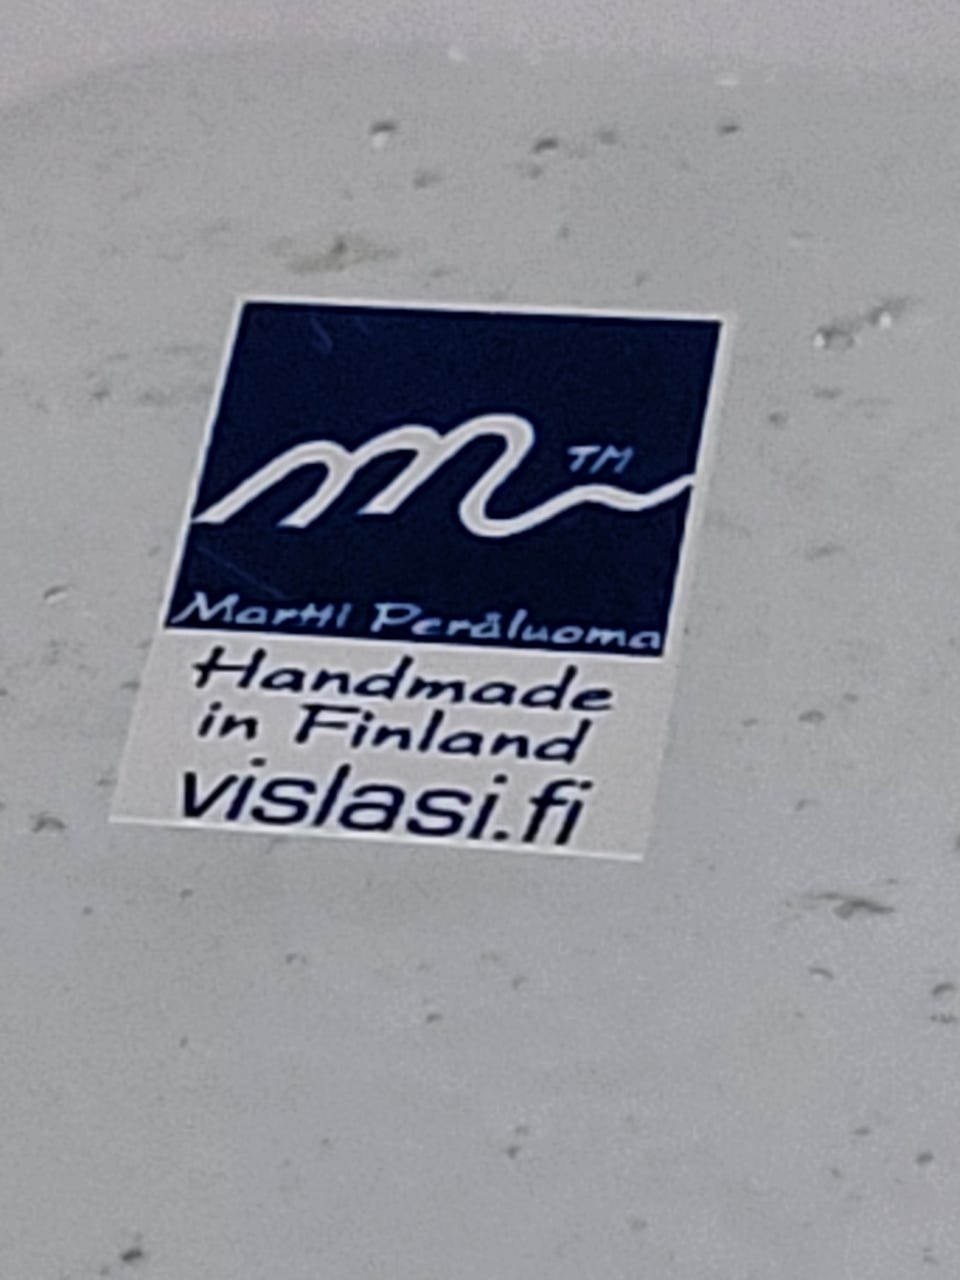 m
TM
Martti Peräluoma
Handmade
in Finland
vislasi.fi